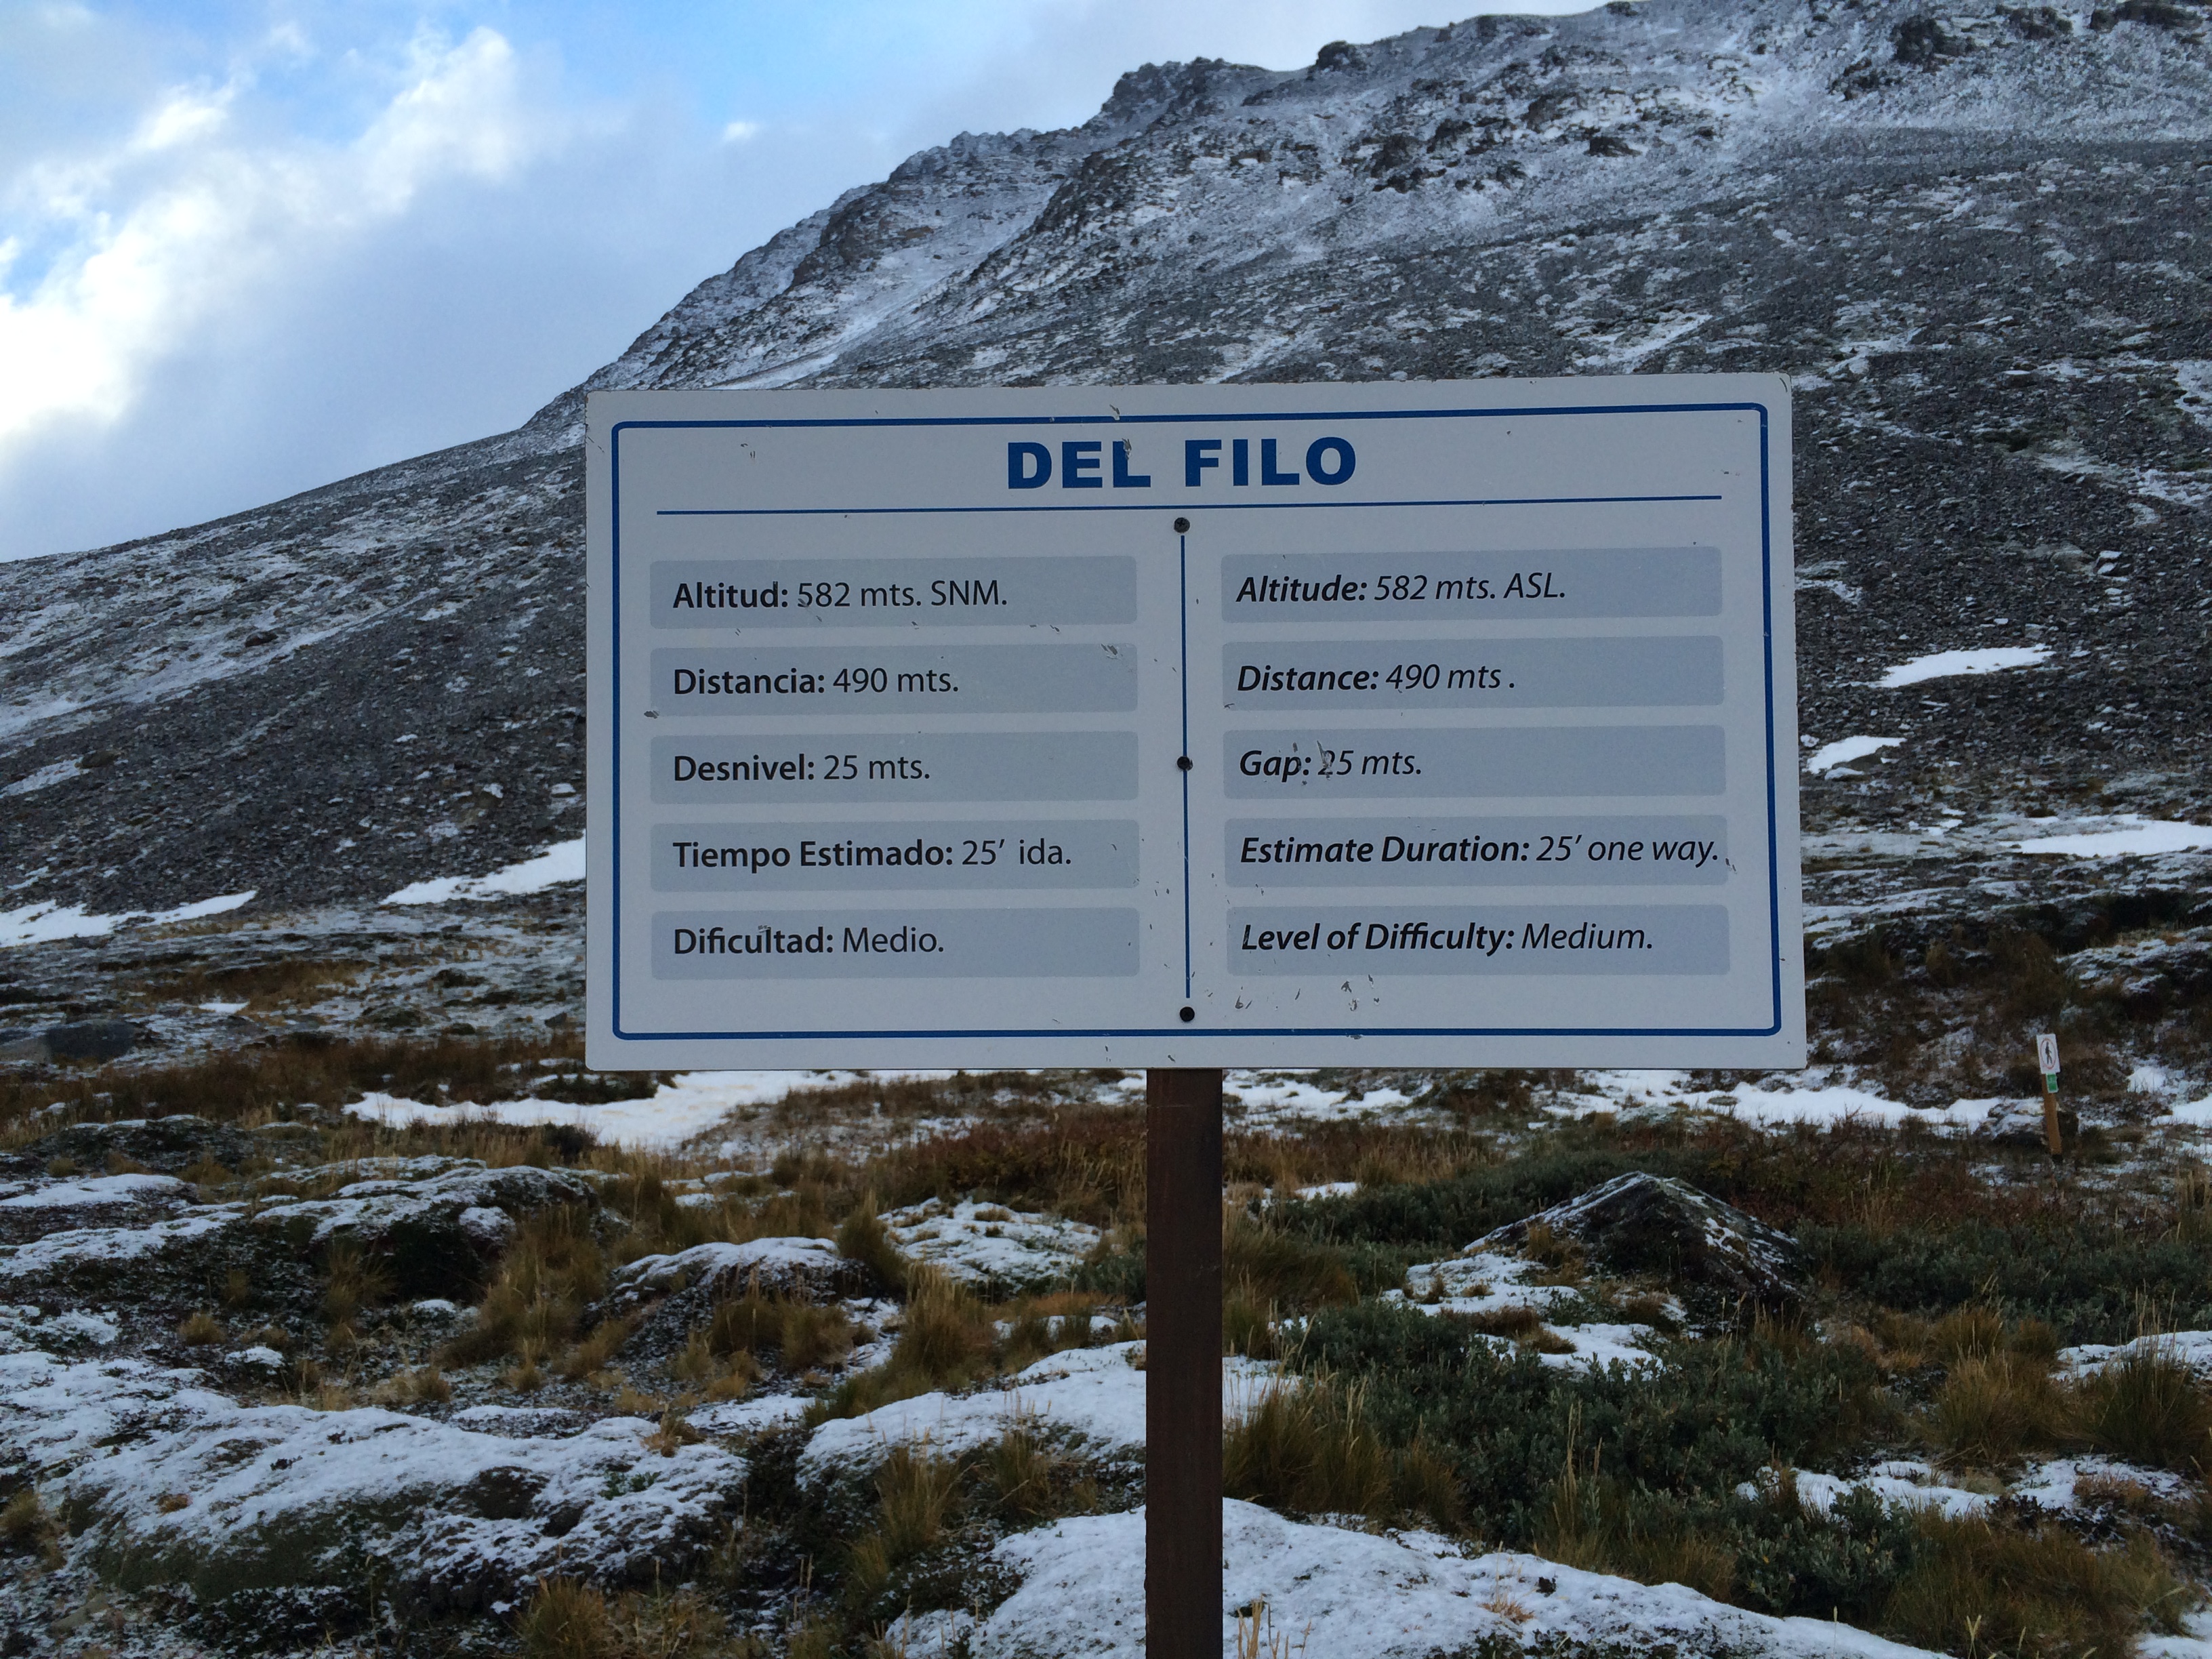 DEL FILO
Altitud: 582 mts. SNM.
Distancia: 490 mts.
Desnivel: 25 mts.
Tiempo Estimado: 25' ida.
Dificultad: Medio.
Altitude: 582 mts. ASL.
Distance: 490 mts .
Gap: 25 mts.
Estimate Duration: 25' one way.
Level of Difficulty: Medium.